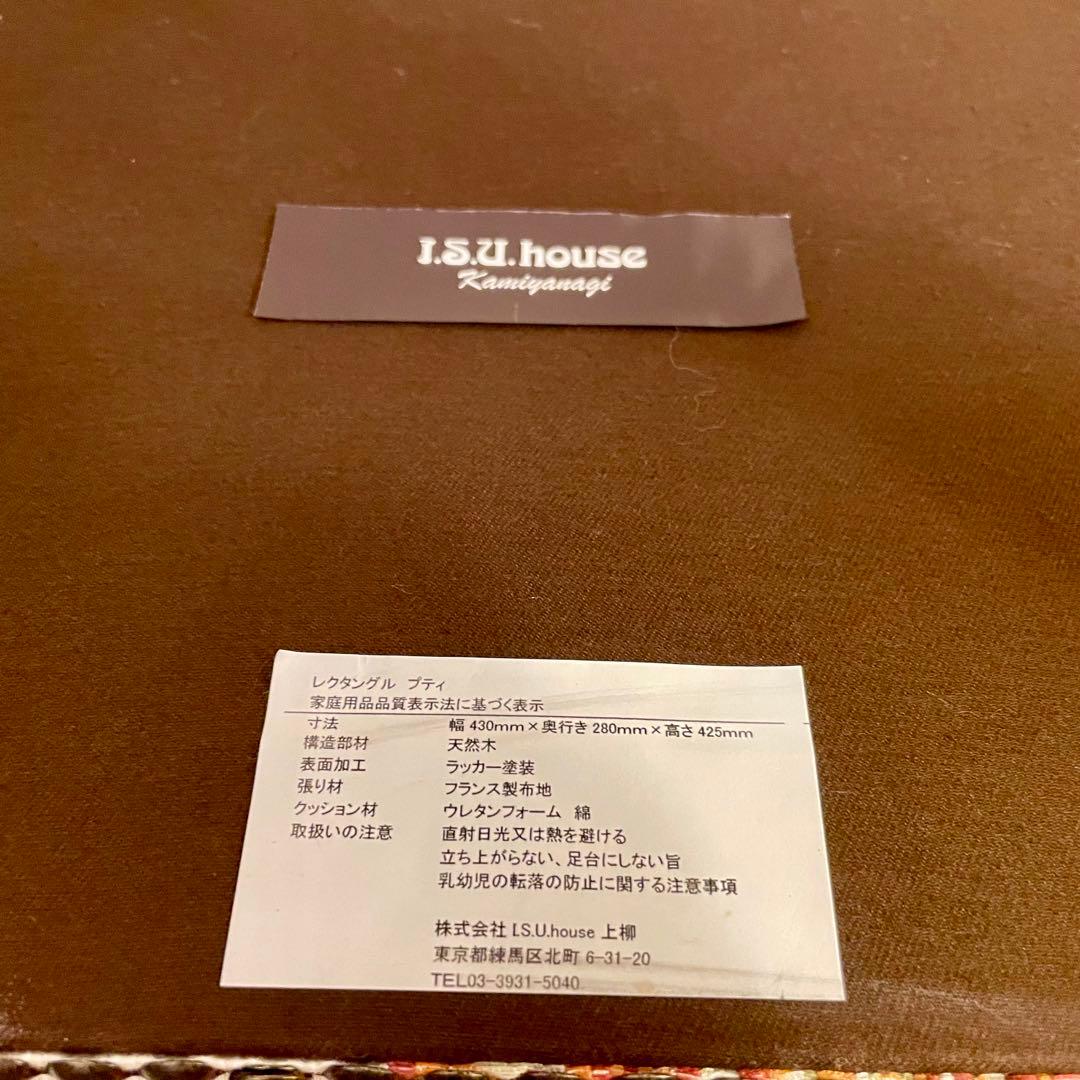 I.S.U.house
Kamiyanagi
レクタングル プティ
家庭用品品質表示法に基づく表示
寸法 幅 430mm×奥行き 280mm×高さ 425mm
構造部材 天然木
表面加工 ラッカー塗装
張り材 フランス製布地
クッション材 ウレタンフォーム 綿
取扱いの注意 直射日光又は熱を避ける
立ち上がらない、足台にしない旨
乳幼児の転落の防止に関する注意事項
株式会社 I.S.U.house 上柳
東京都練馬区北町 6-31-20
TEL03-3931-5040